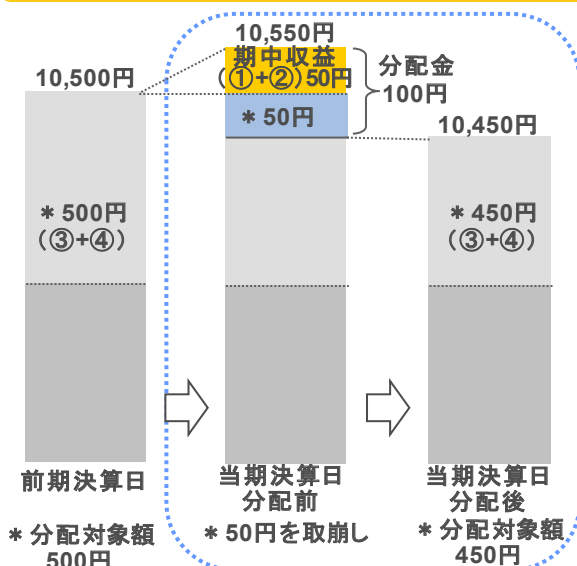 10,550円
期中収益
(①+②)50円
分配金
100円
10,500円
＊50円
10,450円
＊500円
(③+④)
＊450円
(③+④)
前期決算日
当期決算日
分配前
当期決算日
分配後
＊分配対象額
500円
＊50円を取崩し
＊分配対象額
450円